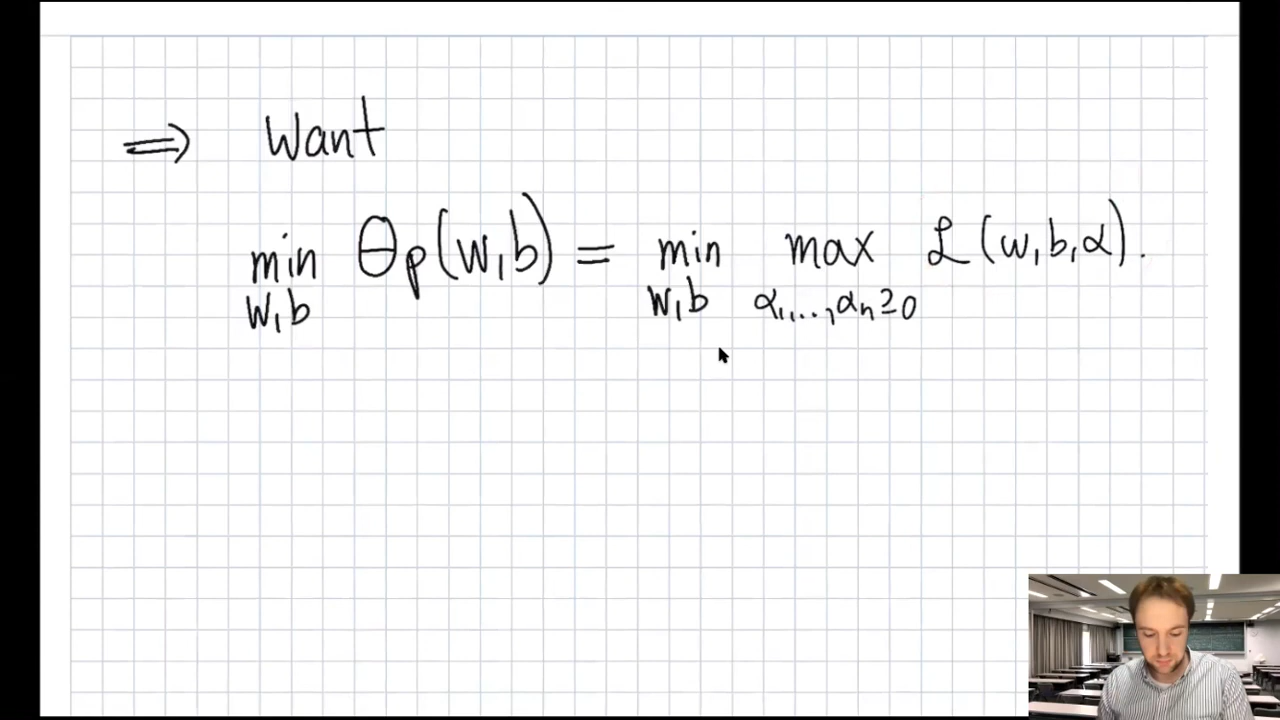 ⟹ Want
min θp(w,b) = min max ℒ(w,b,α).
w,b w,b α₁,...,αn≥0